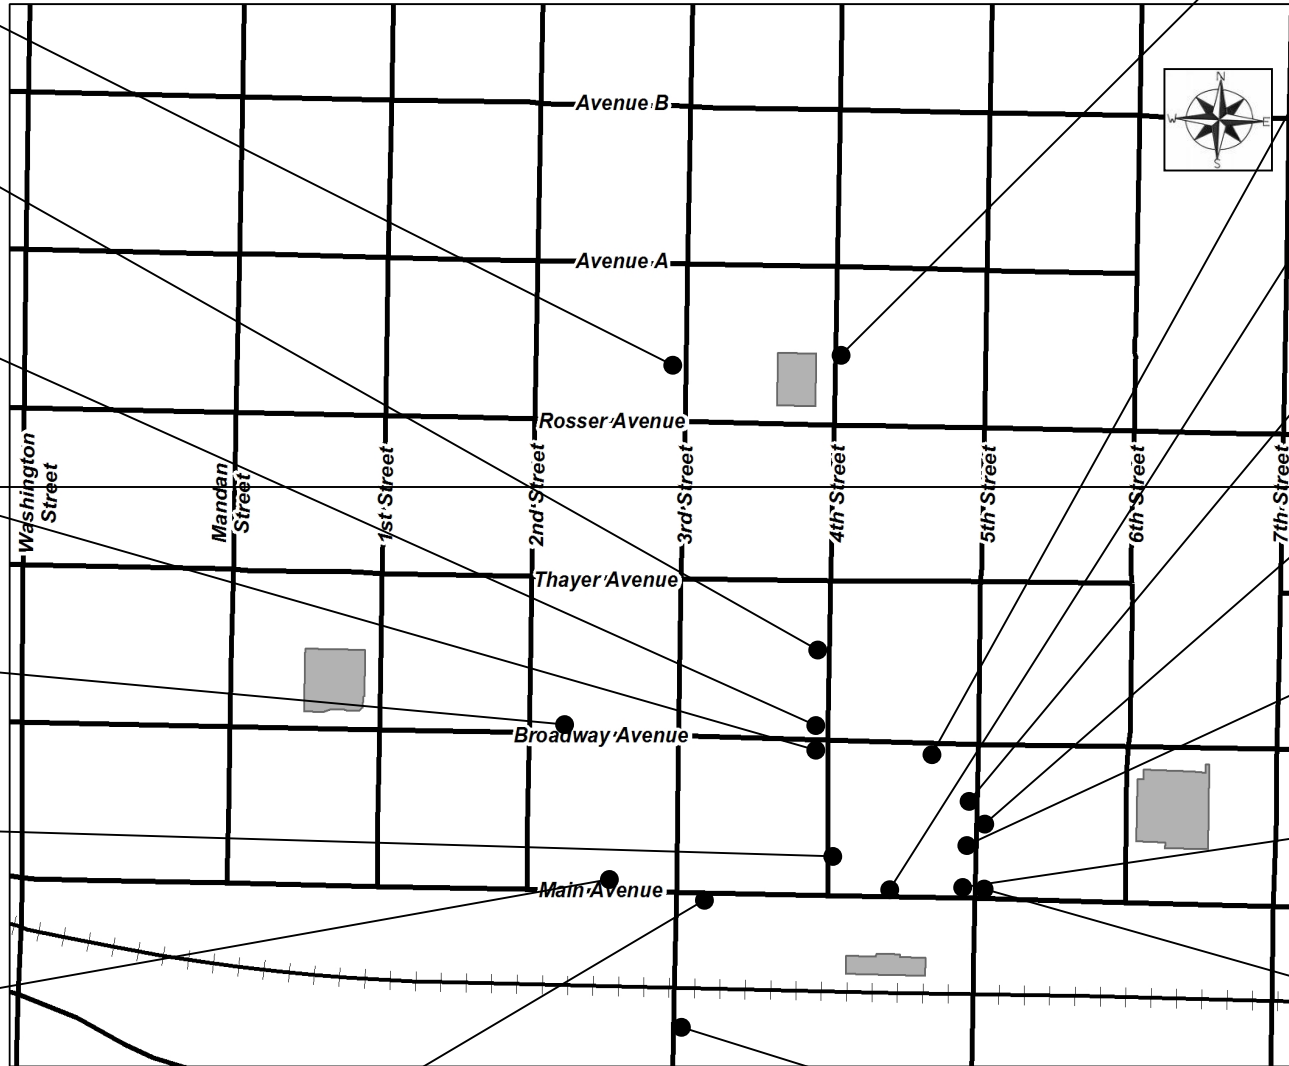 N
W E
S
Avenue B
Avenue A
Rosser Avenue
Washington
Street
Mandan
Street
1st Street
2nd Street
3rd Street
4th Street
5th Street
6th Street
7th Street
Thayer Avenue
Broadway Avenue
Main Avenue